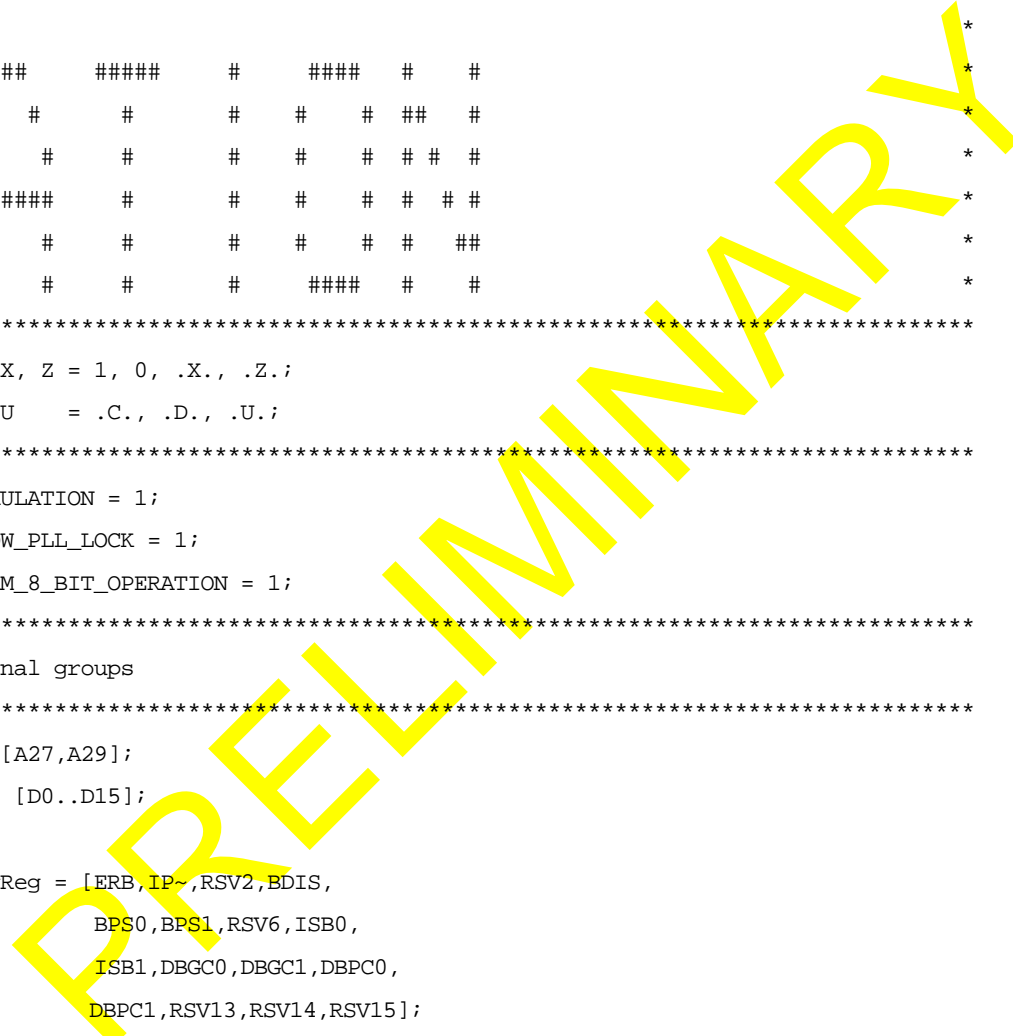 *
##     #####     #     ####   #    #                                    *
  #      #       #    #    #  ##   #                                    *
   #     #       #    #    #  # #  #                                    *
####     #       #    #    #  #  # #                                    *
   #     #       #    #    #  #   ##                                    *
   #     #       #     ####   #    #                                    *
*************************************************************************
X, Z = 1, 0, .X., .Z.;
U    = .C., .D., .U.;
*************************************************************************
ULATION = 1;
W_PLL_LOCK = 1;
M_8_BIT_OPERATION = 1;
*************************************************************************
nal groups
*************************************************************************
[A27,A29];
[D0..D15];
Reg = [ERB,IP~,RSV2,BDIS,
BPS0,BPS1,RSV6,ISB0,
ISB1,DBGC0,DBGC1,DBPC0,
DBPC1,RSV13,RSV14,RSV15];
PRELIMINARY